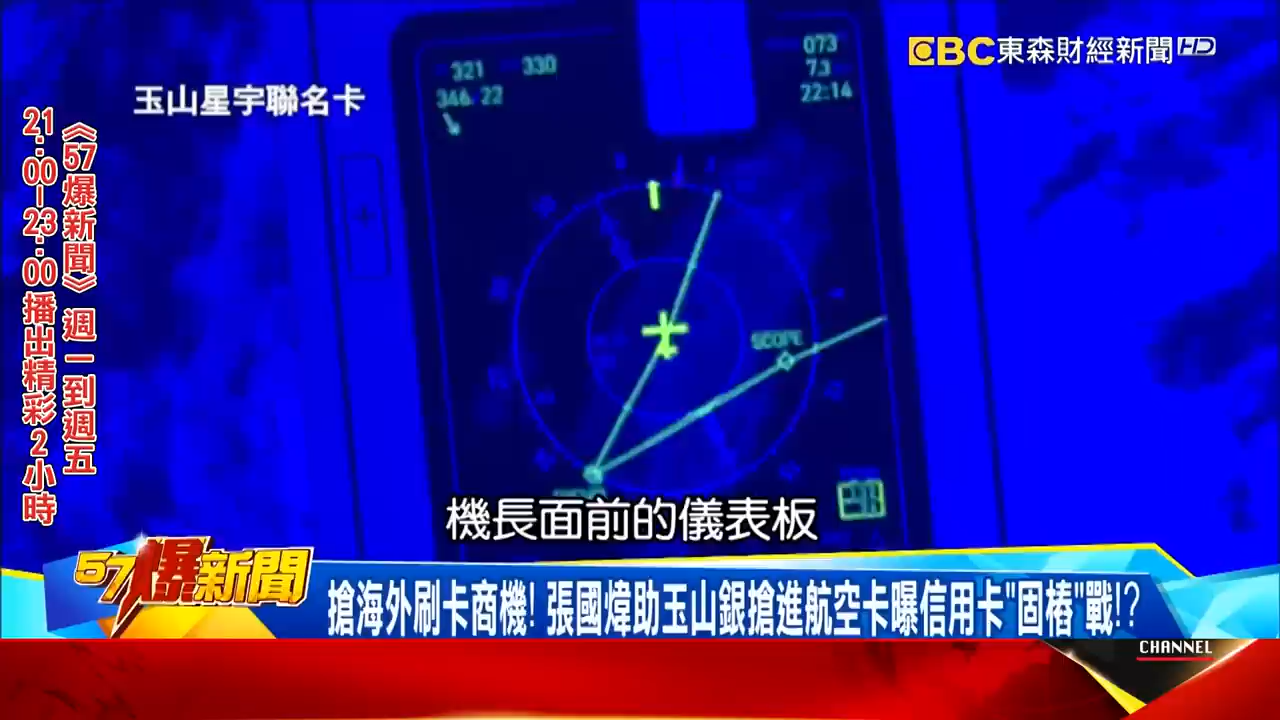 EBC東森財經新聞HD
玉山星宇聯名卡
《57爆新聞》週一到週五
21:00-23:00播出精彩2小時
321 330
346. 22
073
7.3
22:14
SCOPE
機長面前的儀表板
57爆新聞
搶海外刷卡商機! 張國煒助玉山銀搶進航空卡曝信用卡"固樁"戰!?
CHANNEL